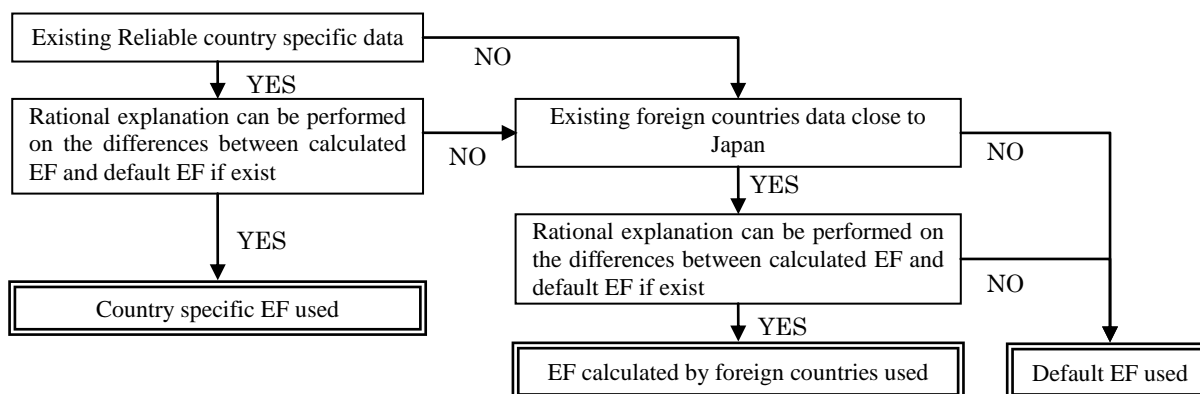 Existing Reliable country specific data
NO
YES
Rational explanation can be performed
on the differences between calculated
EF and default EF if exist
NO
Existing foreign countries data close to
Japan
NO
YES
YES
Rational explanation can be performed on
the differences between calculated EF and
default EF if exist
NO
Country specific EF used
YES
EF calculated by foreign countries used
Default EF used